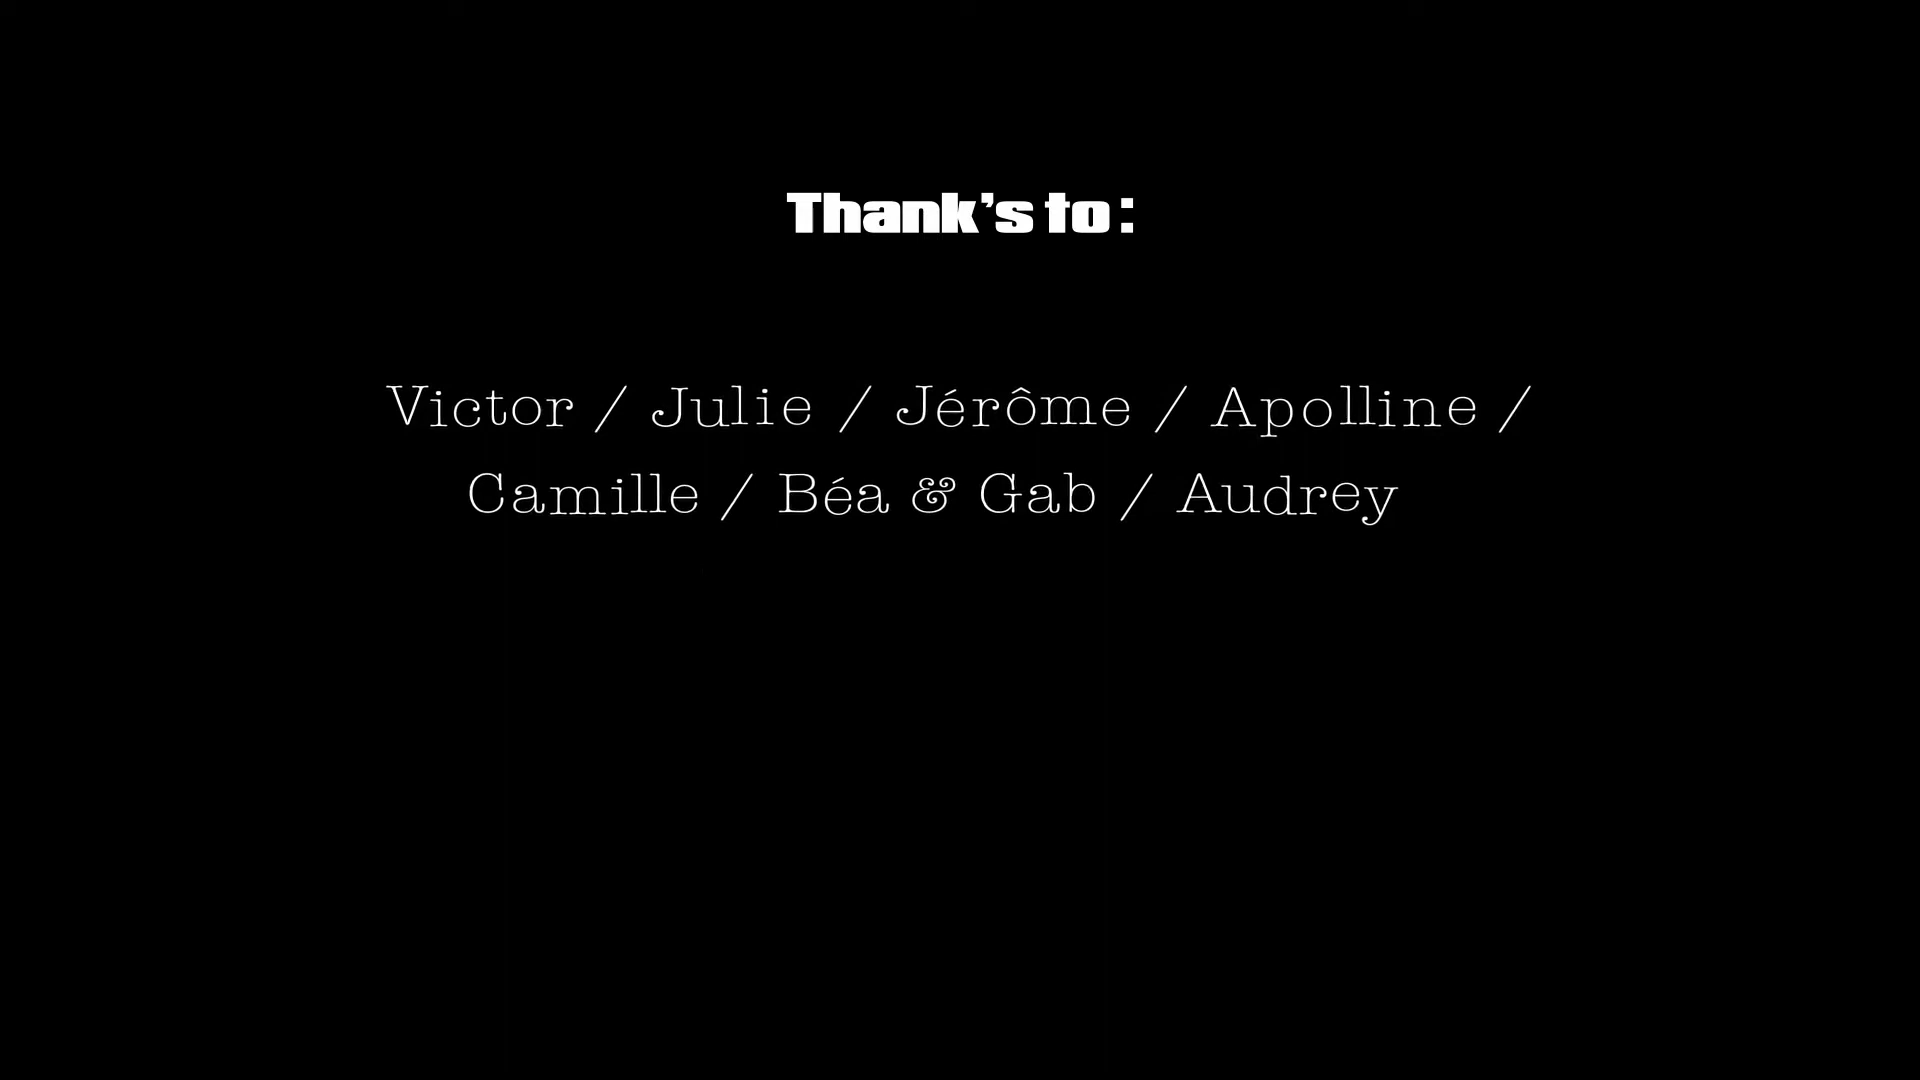 Thank's to :
Victor / Julie / Jérôme / Apolline /
Camille / Béa & Gab / Audrey